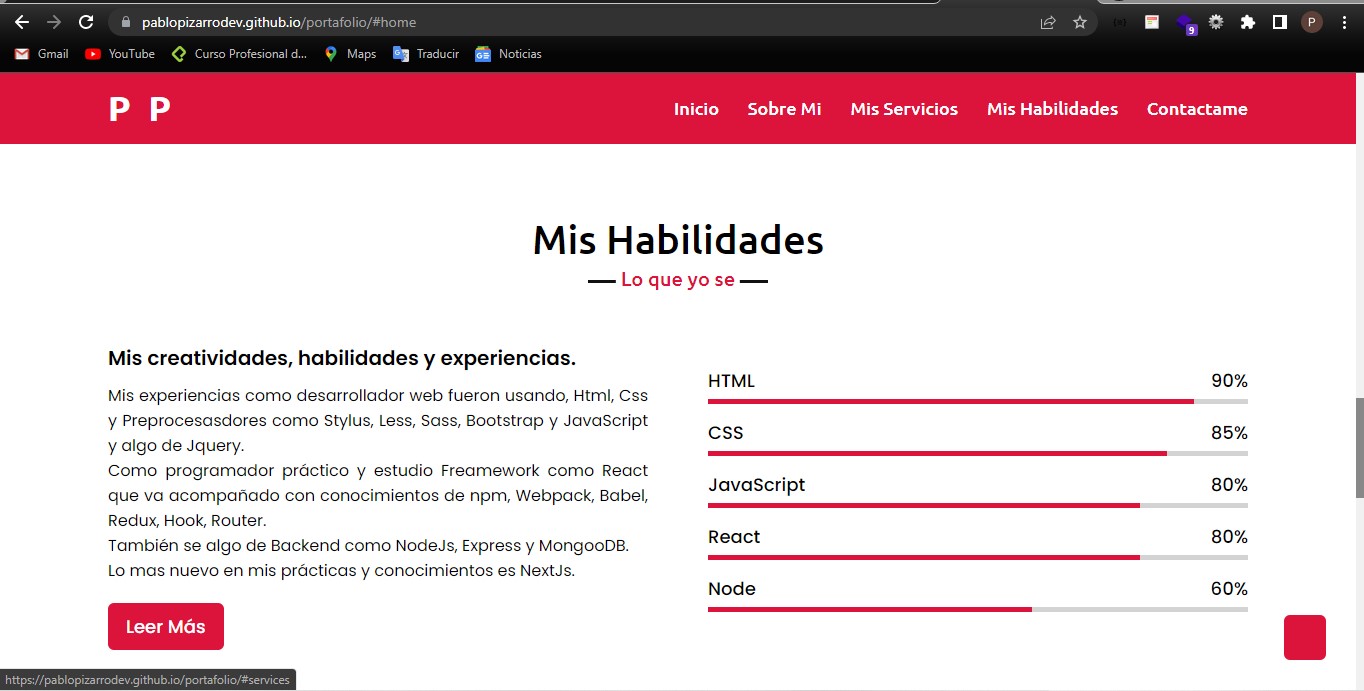 pablopizarrodev.github.io/portafolio/#home
9
P
Gmail YouTube Curso Profesional d... Maps Traducir Noticias
P P
Inicio Sobre Mi Mis Servicios Mis Habilidades Contactame
Mis Habilidades
Lo que yo se
Mis creatividades, habilidades y experiencias.
Mis experiencias como desarrollador web fueron usando, Html, Css
y Preprocesasdores como Stylus, Less, Sass, Bootstrap y JavaScript
y algo de Jquery.
Como programador práctico y estudio Freamework como React
que va acompañado con conocimientos de npm, Webpack, Babel,
Redux, Hook, Router.
También se algo de Backend como NodeJs, Express y MongooDB.
Lo mas nuevo en mis prácticas y conocimientos es NextJs.
Leer Más
HTML 90%
CSS 85%
JavaScript 80%
React 80%
Node 60%
https://pablopizarrodev.github.io/portafolio/#services